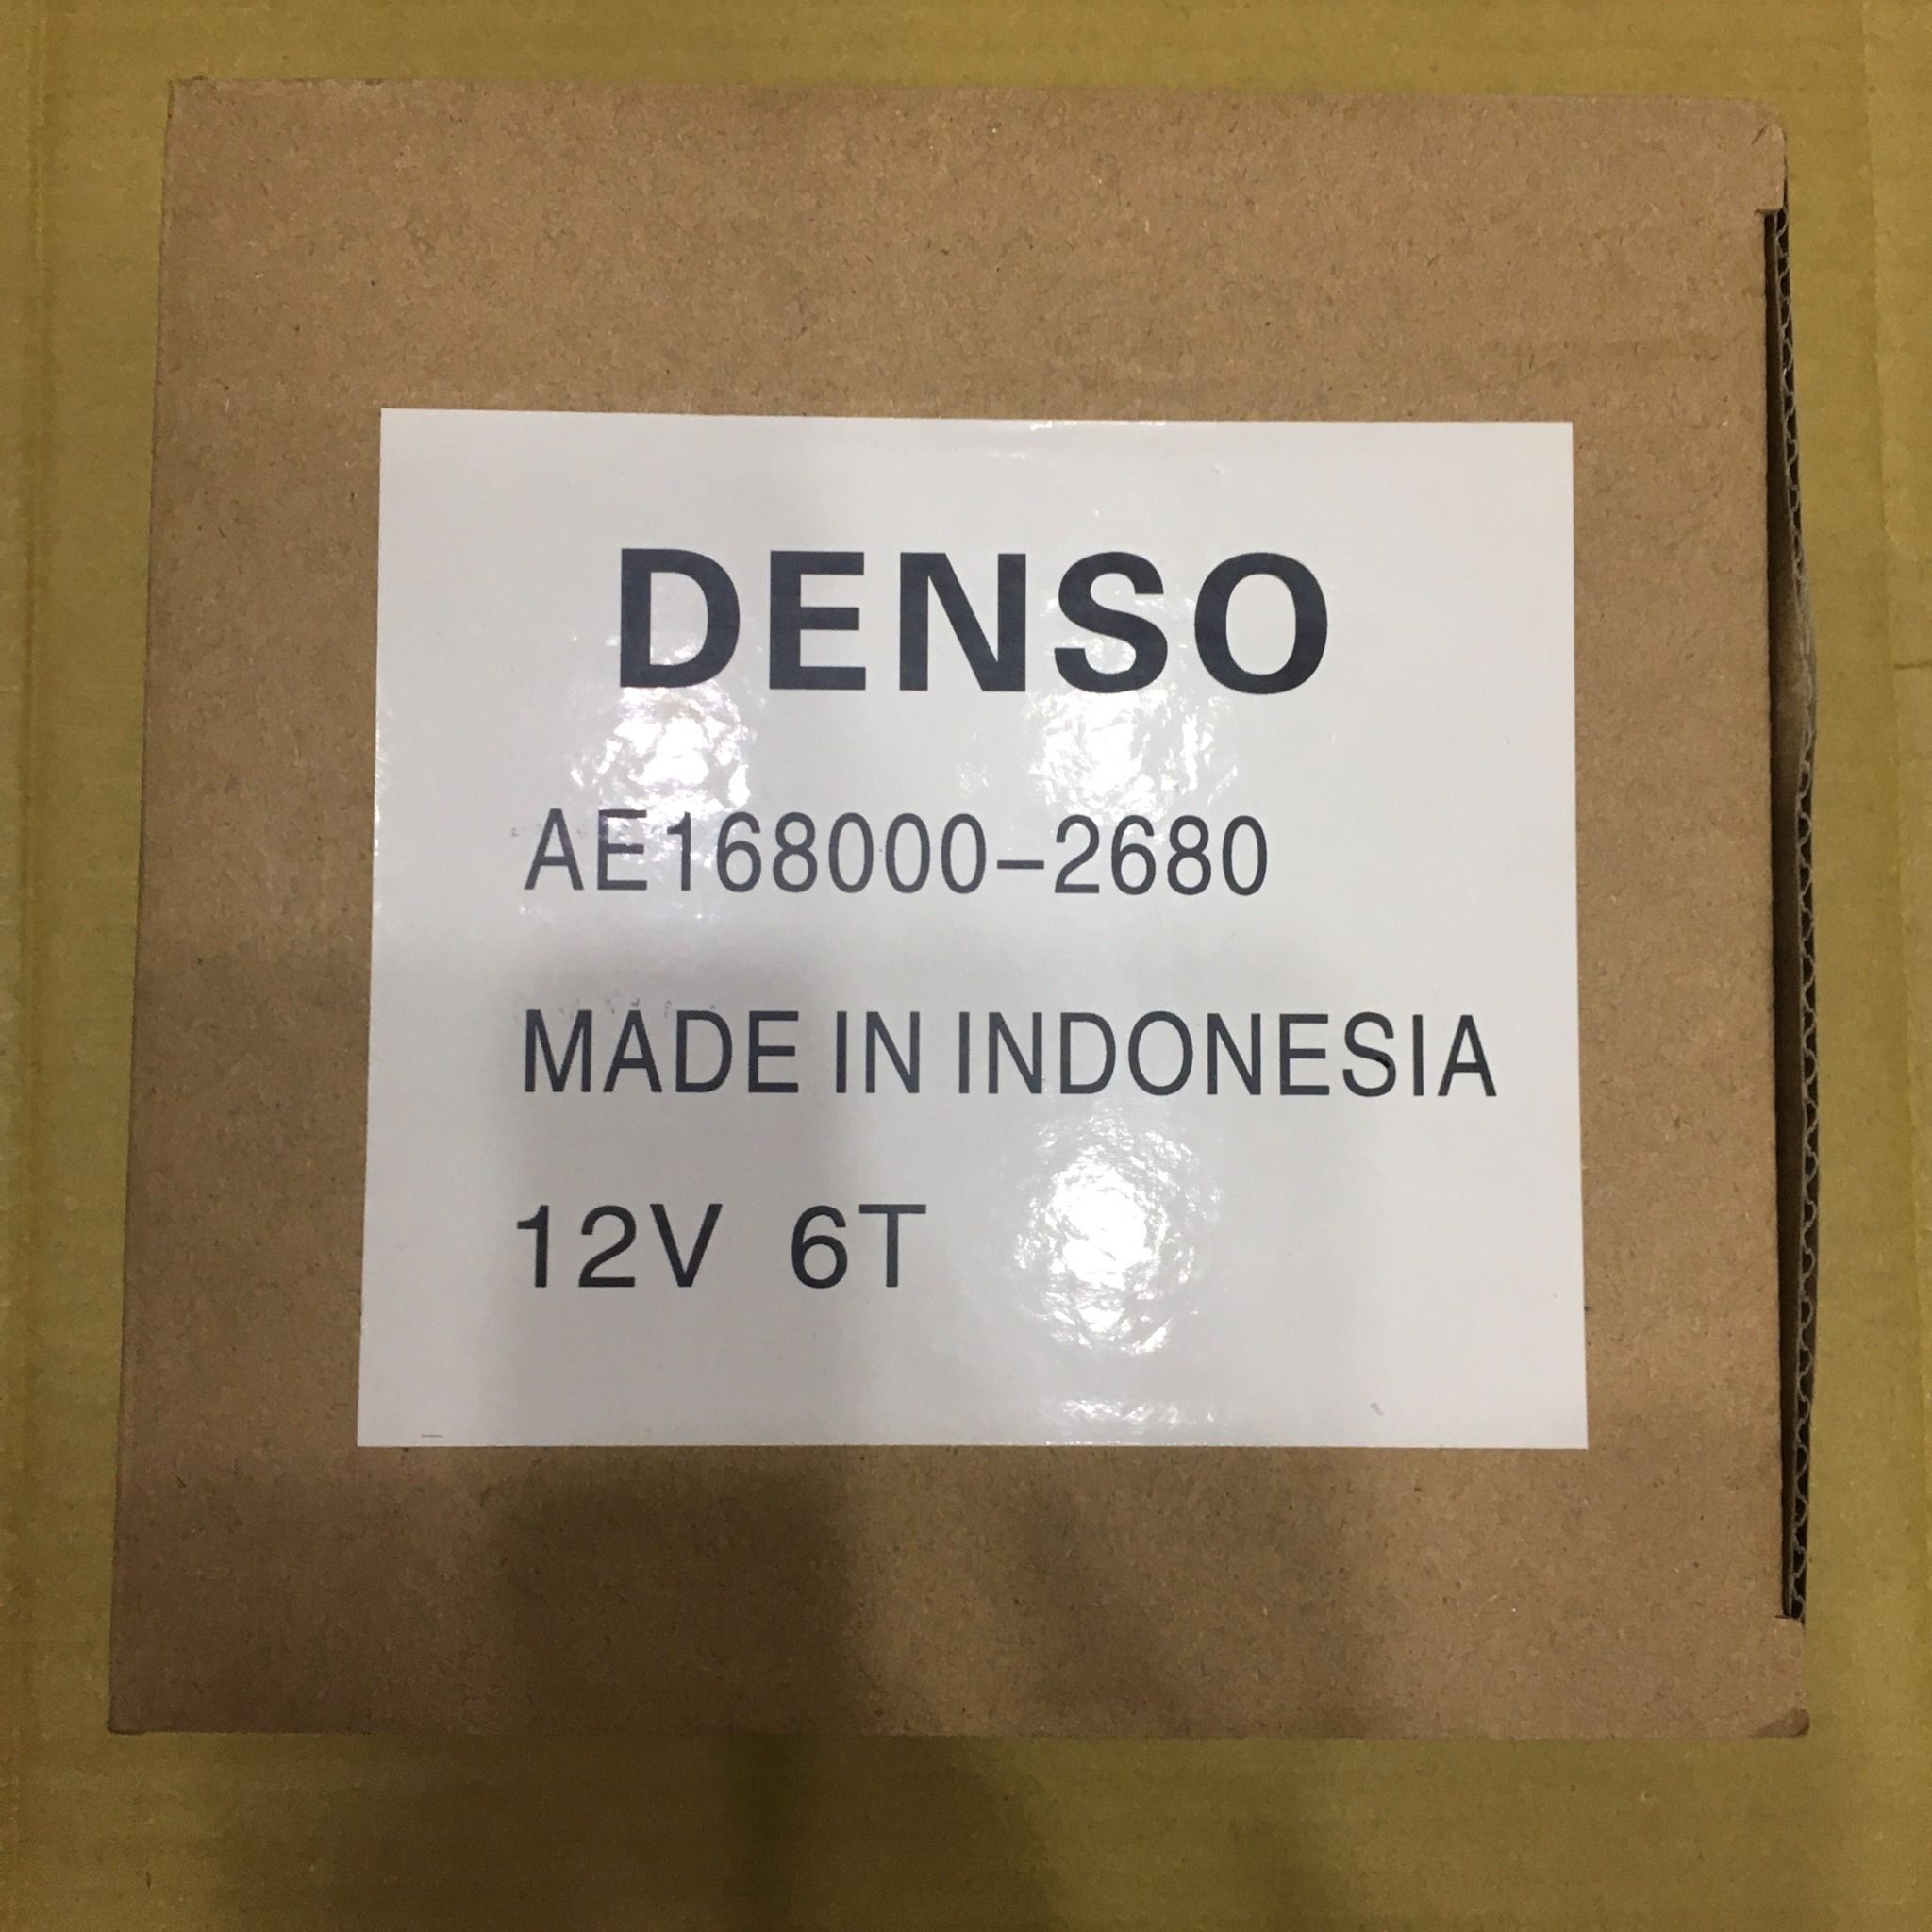 DENSO
AE168000-2680
MADE IN INDONESIA
12V 6T